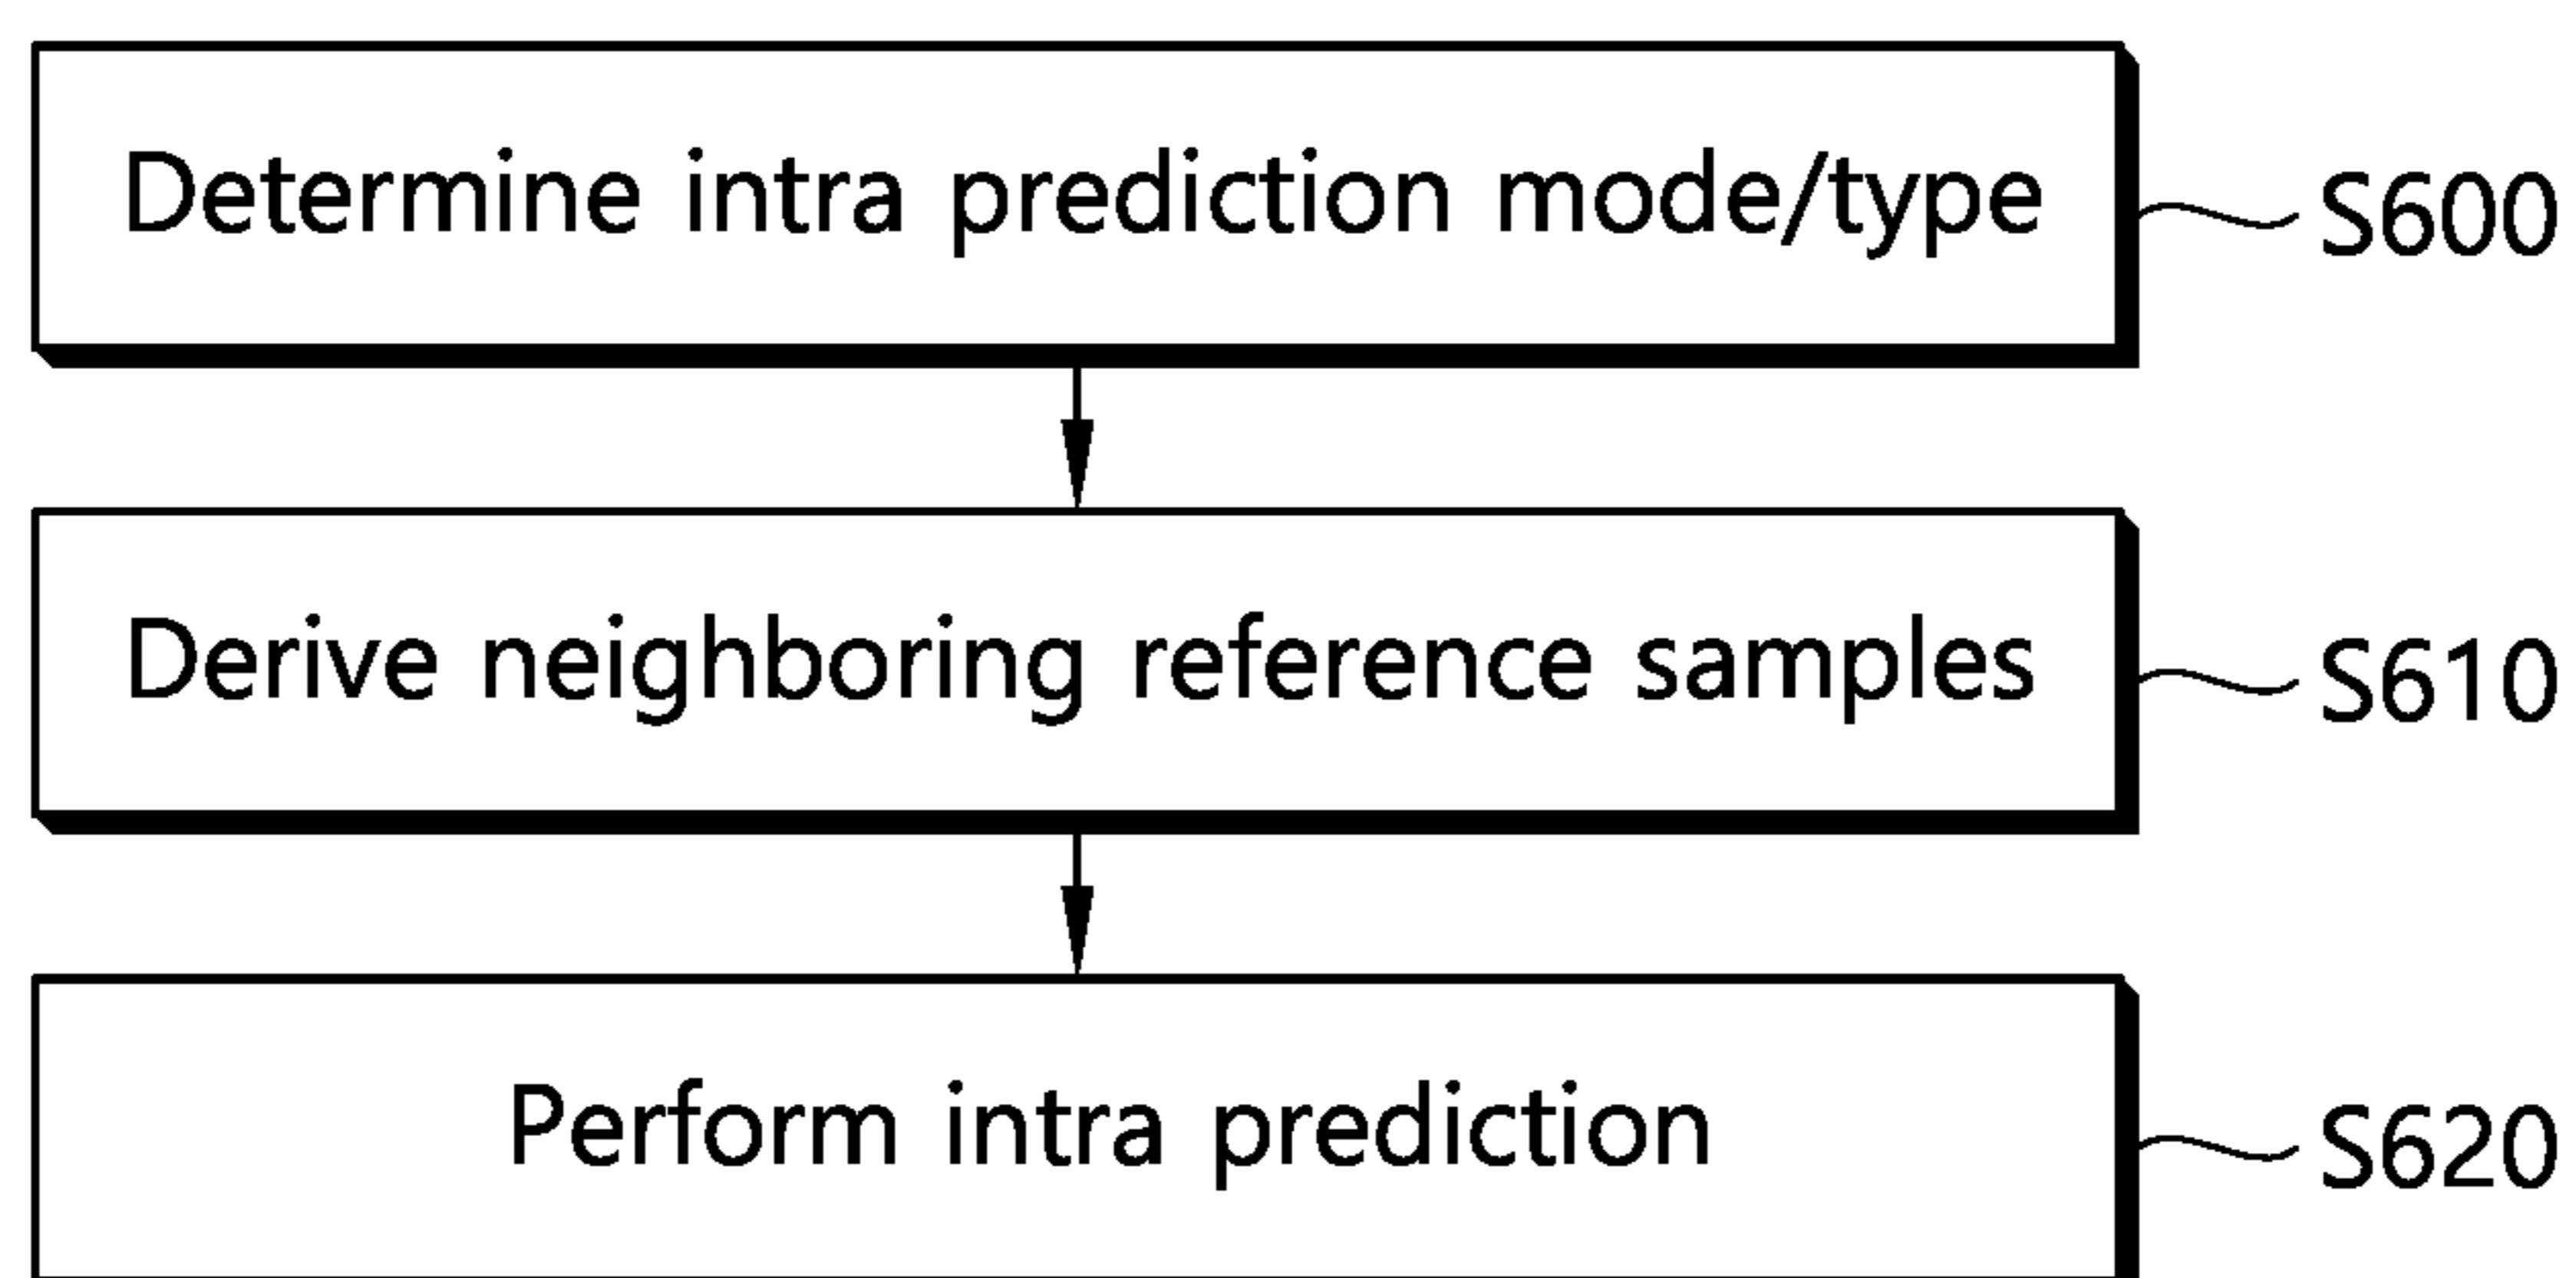 Determine intra prediction mode/type
S600
Derive neighboring reference samples
S610
Perform intra prediction
S620